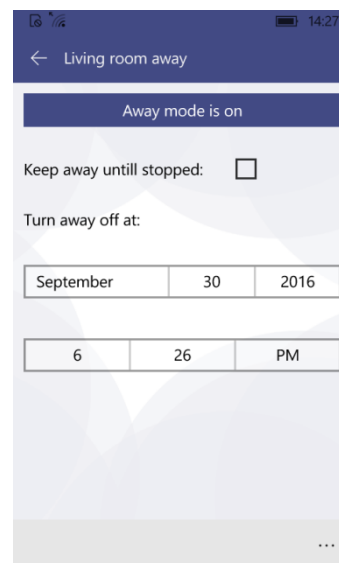 14:27
Living room away
Away mode is on
Keep away untill stopped:
Turn away off at:
September 30 2016
6 26 PM
...